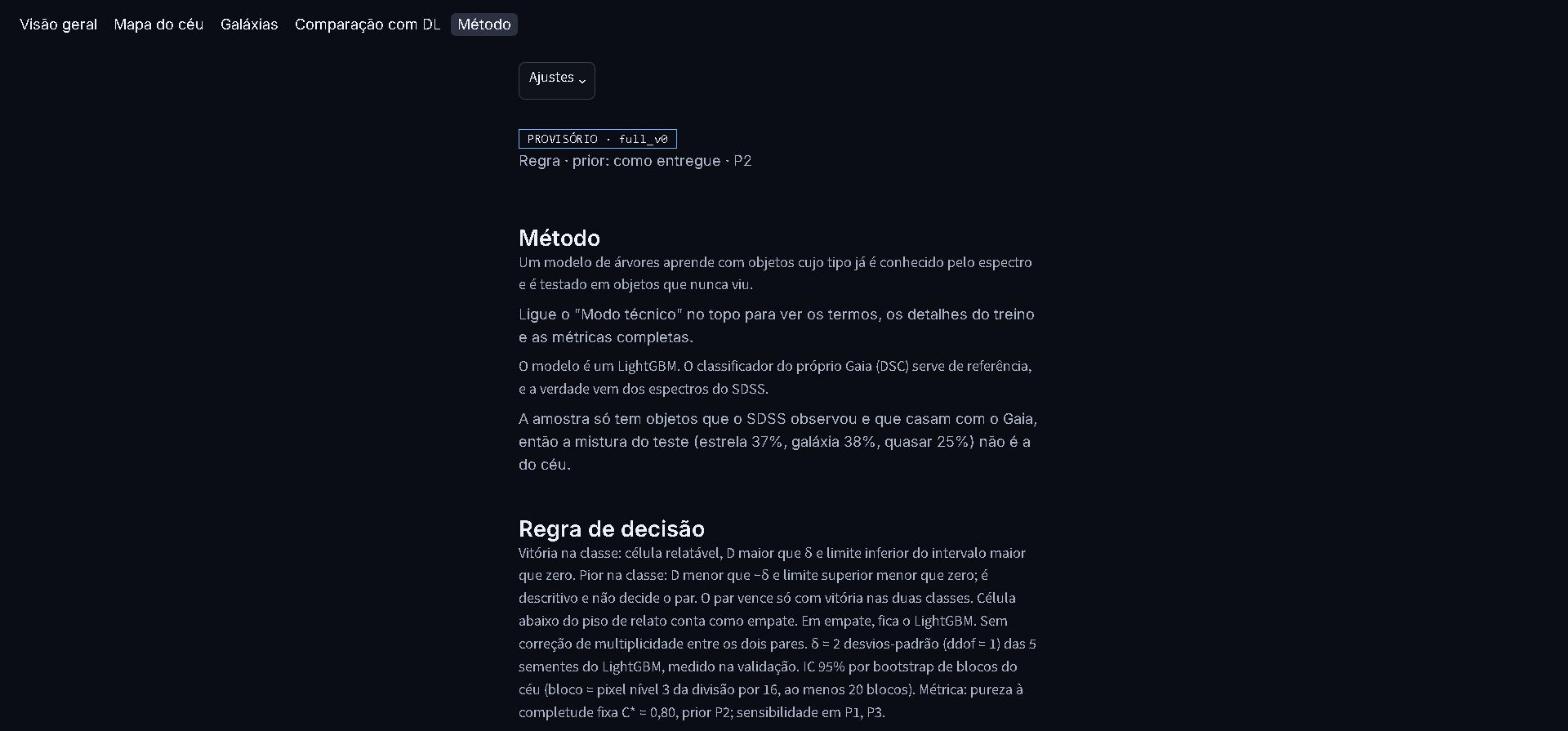 Visão geral Mapa do céu Galáxias Comparação com DL Método
Ajustes
PROVISÓRIO · full_v0
Regra · prior: como entregue · P2
Método
Um modelo de árvores aprende com objetos cujo tipo já é conhecido pelo espectro
e é testado em objetos que nunca viu.
Ligue o "Modo técnico" no topo para ver os termos, os detalhes do treino
e as métricas completas.
O modelo é um LightGBM. O classificador do próprio Gaia (DSC) serve de referência,
e a verdade vem dos espectros do SDSS.
A amostra só tem objetos que o SDSS observou e que casam com o Gaia,
então a mistura do teste (estrela 37%, galáxia 38%, quasar 25%) não é a
do céu.
Regra de decisão
Vitória na classe: célula relatável, D maior que δ e limite inferior do intervalo maior
que zero. Pior na classe: D menor que −δ e limite superior menor que zero; é
descritivo e não decide o par. O par vence só com vitória nas duas classes. Célula
abaixo do piso de relato conta como empate. Em empate, fica o LightGBM. Sem
correção de multiplicidade entre os dois pares. δ = 2 desvios-padrão (ddof = 1) das 5
sementes do LightGBM, medido na validação. IC 95% por bootstrap de blocos do
céu (bloco = pixel nível 3 da divisão por 16, ao menos 20 blocos). Métrica: pureza à
completude fixa C* = 0,80, prior P2; sensibilidade em P1, P3.